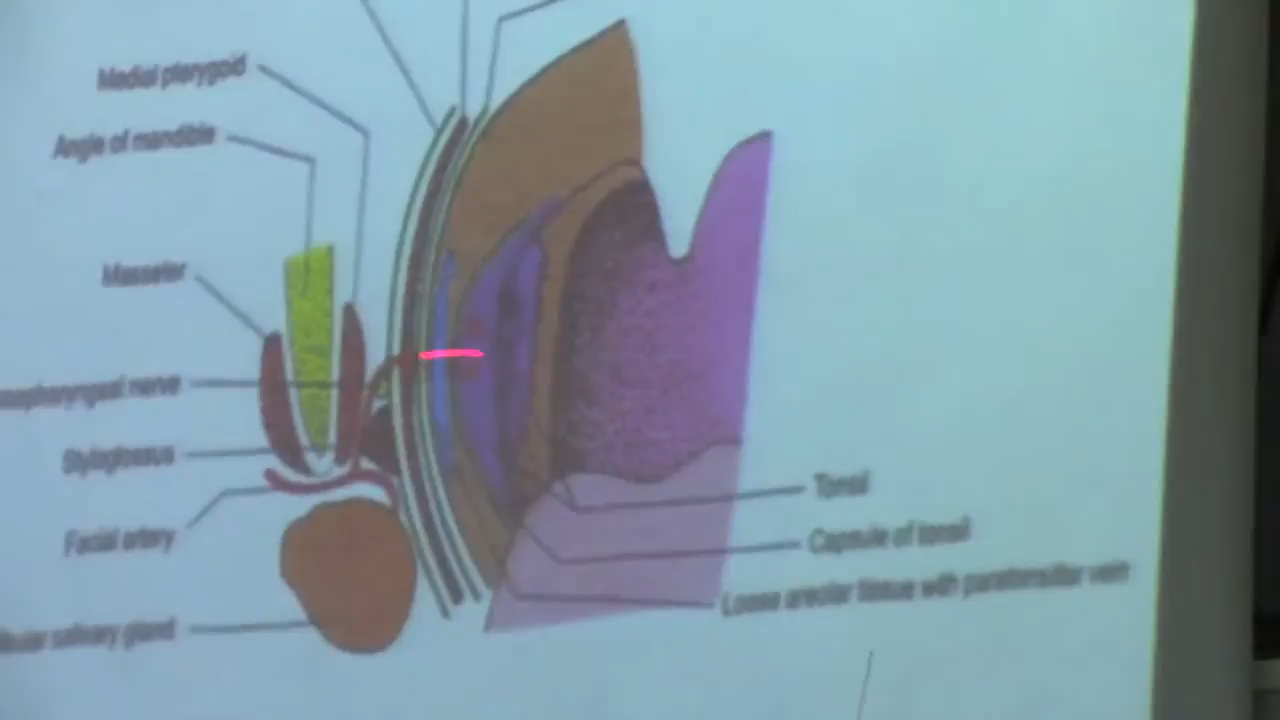 Medial pterygoid
Angle of mandible
Masseter
nerve
Styloglossus
Facial artery
salivary gland
Tonsil
Capsule of tonsil
Loose areolar tissue with paratonsillar vein